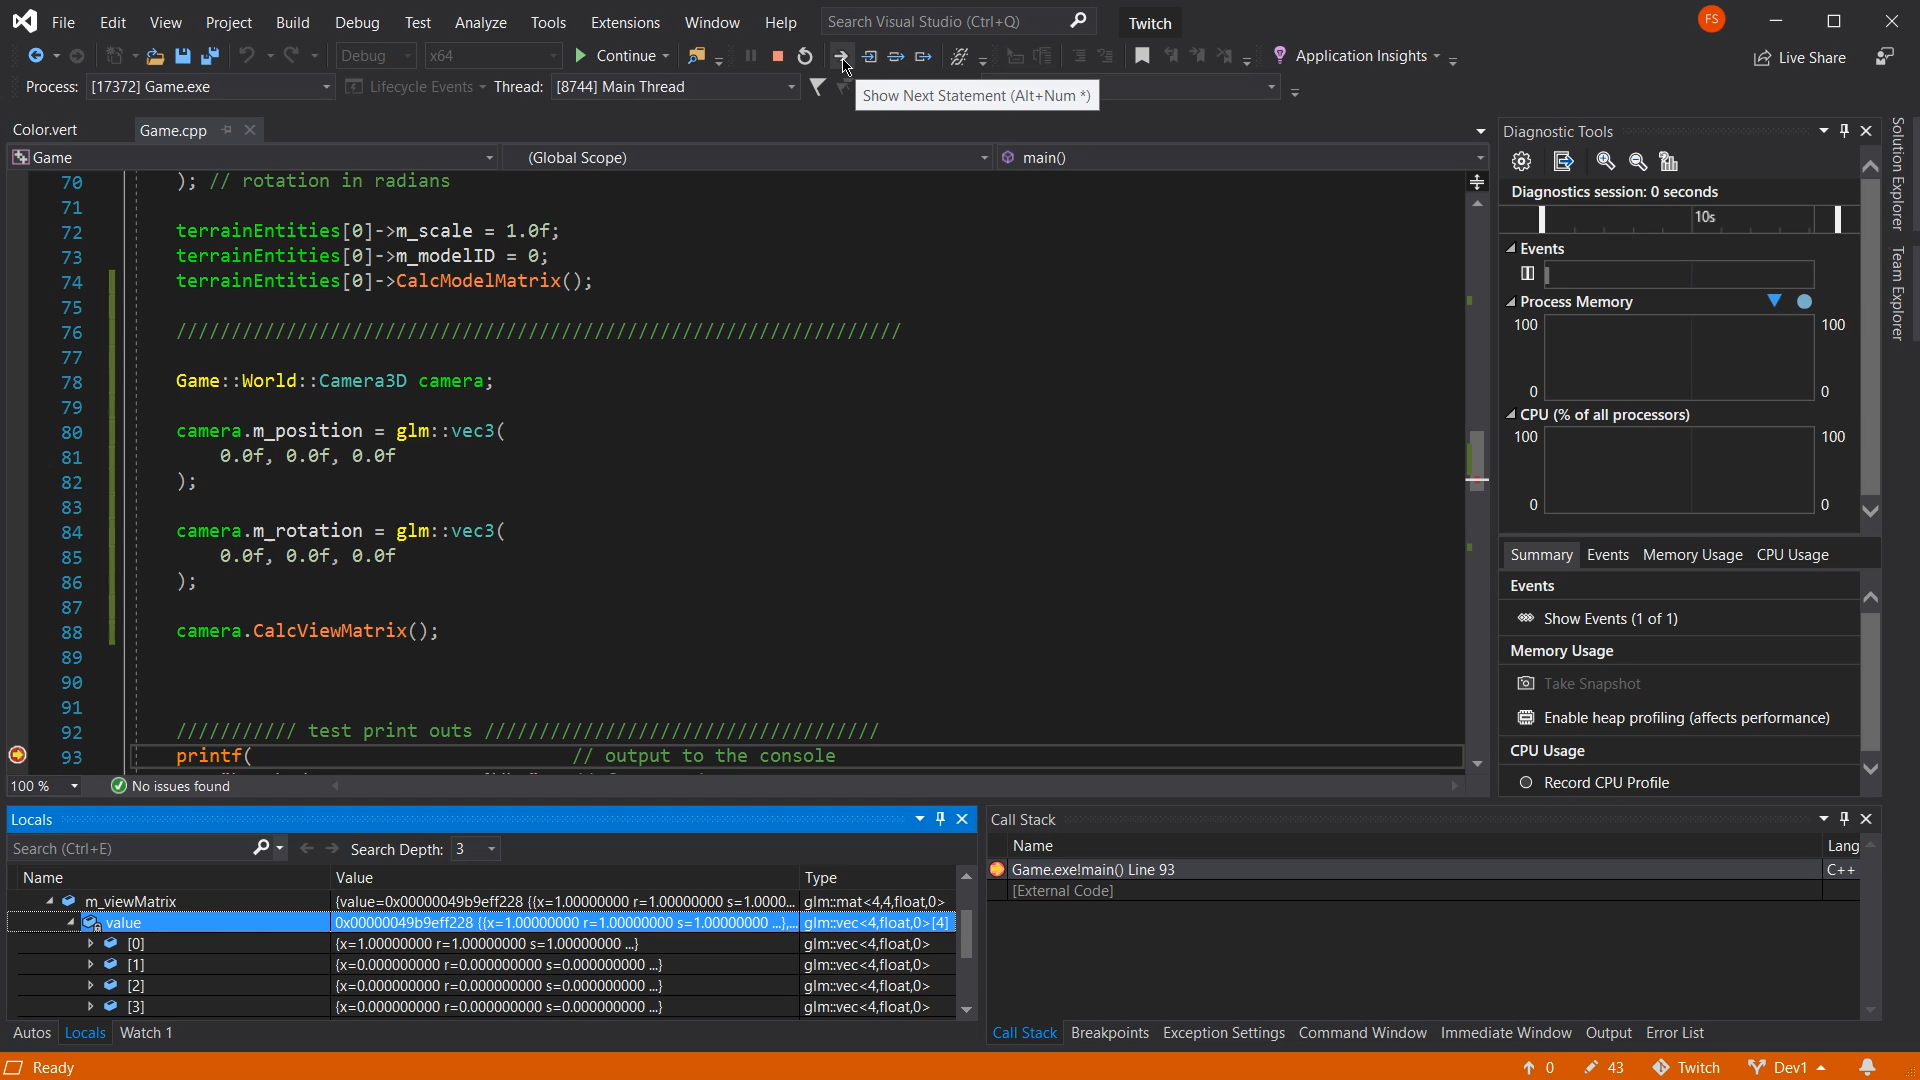 File Edit View Project Build Debug Test Analyze Tools Extensions Window Help Search Visual Studio (Ctrl+Q) Twitch FS
Debug x64 Continue Application Insights Live Share
Process: [17372] Game.exe Lifecycle Events Thread: [8744] Main Thread
Show Next Statement (Alt+Num *)
Color.vert Game.cpp
Game (Global Scope) main()
70 ); // rotation in radians
71
72 terrainEntities[0]->m_scale = 1.0f;
73 terrainEntities[0]->m_modelID = 0;
74 terrainEntities[0]->CalcModelMatrix();
75
76 //////////////////////////////////////////////////////////////////
77
78 Game::World::Camera3D camera;
79
80 camera.m_position = glm::vec3(
81 0.0f, 0.0f, 0.0f
82 );
83
84 camera.m_rotation = glm::vec3(
85 0.0f, 0.0f, 0.0f
86 );
87
88 camera.CalcViewMatrix();
89
90
91
92 /////////// test print outs ////////////////////////////////////
93 printf( // output to the console
100 % No issues found
Diagnostic Tools
Diagnostics session: 0 seconds
10s
Events
Process Memory
100 100
0 0
CPU (% of all processors)
100 100
0 0
Summary Events Memory Usage CPU Usage
Events
Show Events (1 of 1)
Memory Usage
Take Snapshot
Enable heap profiling (affects performance)
CPU Usage
Record CPU Profile
Solution Explorer
Team Explorer
Locals
Search (Ctrl+E) Search Depth: 3
Name Value Type
m_viewMatrix {value=0x00000049b9eff228 {{x=1.00000000 r=1.00000000 s=1.0000... glm::mat<4,4,float,0>
value 0x00000049b9eff228 {{x=1.00000000 r=1.00000000 s=1.00000000 ...},... glm::vec<4,float,0>[4]
[0] {x=1.00000000 r=1.00000000 s=1.00000000 ...} glm::vec<4,float,0>
[1] {x=0.000000000 r=0.000000000 s=0.000000000 ...} glm::vec<4,float,0>
[2] {x=0.000000000 r=0.000000000 s=0.000000000 ...} glm::vec<4,float,0>
[3] {x=0.000000000 r=0.000000000 s=0.000000000 ...} glm::vec<4,float,0>
Autos Locals Watch 1
Call Stack
Name Lang
Game.exe!main() Line 93 C++
[External Code]
Call Stack Breakpoints Exception Settings Command Window Immediate Window Output Error List
Ready 0 43 Twitch Dev1